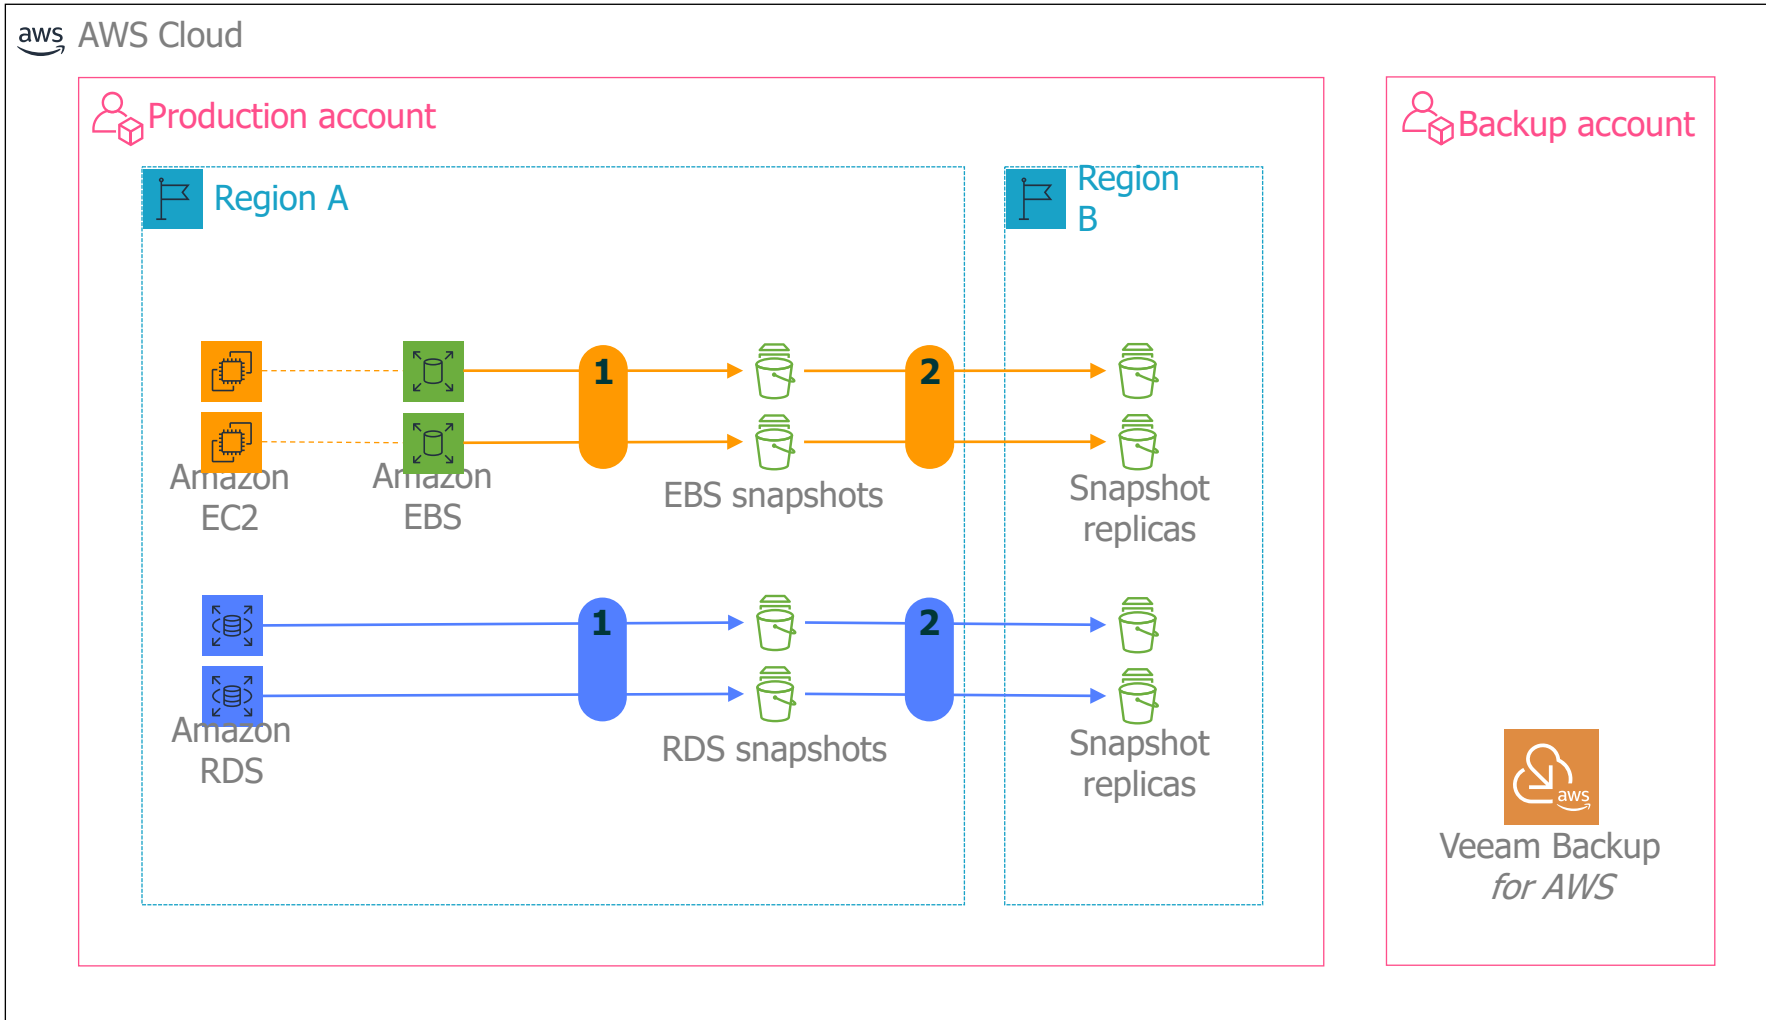 aws AWS Cloud
Production account
Backup account
Region A
Region
B
1
2
Amazon
EC2
Amazon
EBS
EBS snapshots
Snapshot
replicas
1
2
Amazon
RDS
RDS snapshots
Snapshot
replicas
aws
Veeam Backup
for AWS